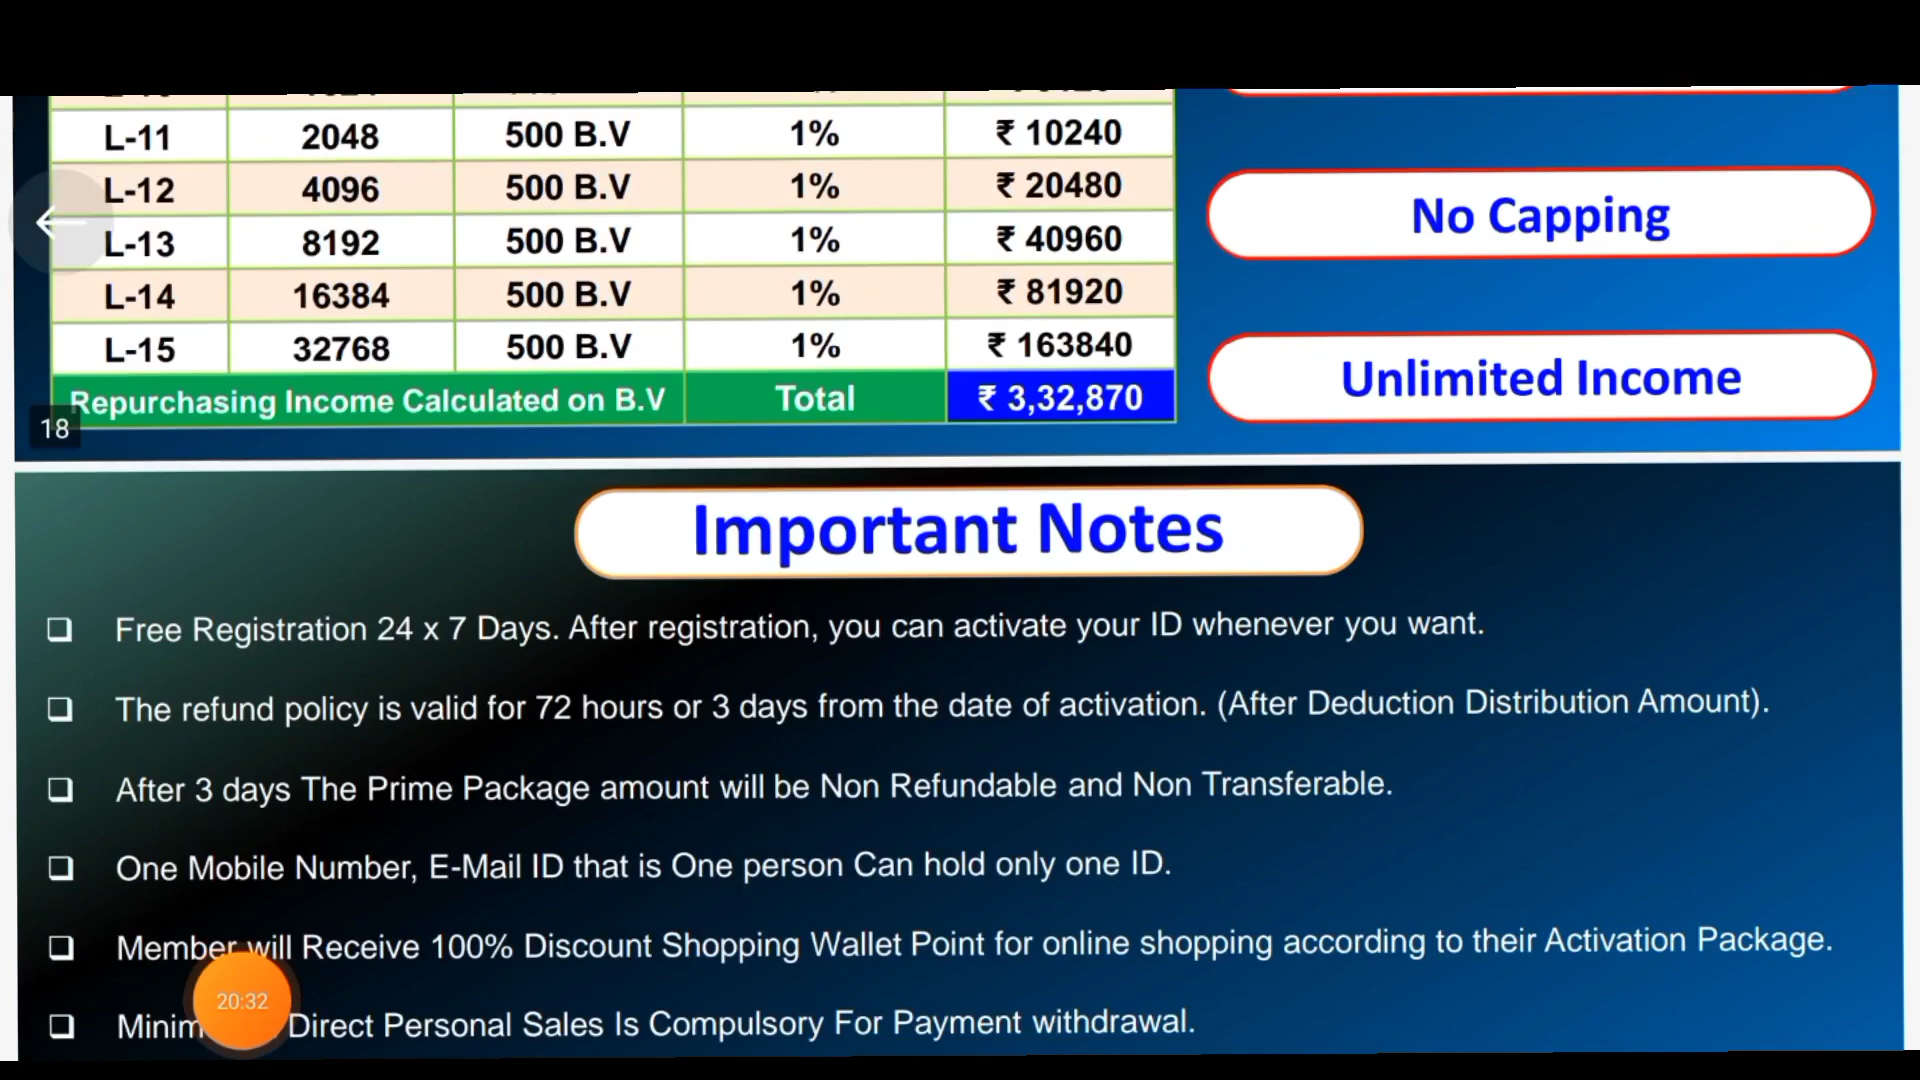 L-11 2048 500 B.V 1% ₹ 10240
L-12 4096 500 B.V 1% ₹ 20480
L-13 8192 500 B.V 1% ₹ 40960
L-14 16384 500 B.V 1% ₹ 81920
L-15 32768 500 B.V 1% ₹ 163840
Repurchasing Income Calculated on B.V Total ₹ 3,32,870
18
No Capping
Unlimited Income
Important Notes
Free Registration 24 x 7 Days. After registration, you can activate your ID whenever you want.
The refund policy is valid for 72 hours or 3 days from the date of activation. (After Deduction Distribution Amount).
After 3 days The Prime Package amount will be Non Refundable and Non Transferable.
One Mobile Number, E-Mail ID that is One person Can hold only one ID.
Member will Receive 100% Discount Shopping Wallet Point for online shopping according to their Activation Package.
20:32
Direct Personal Sales Is Compulsory For Payment withdrawal.